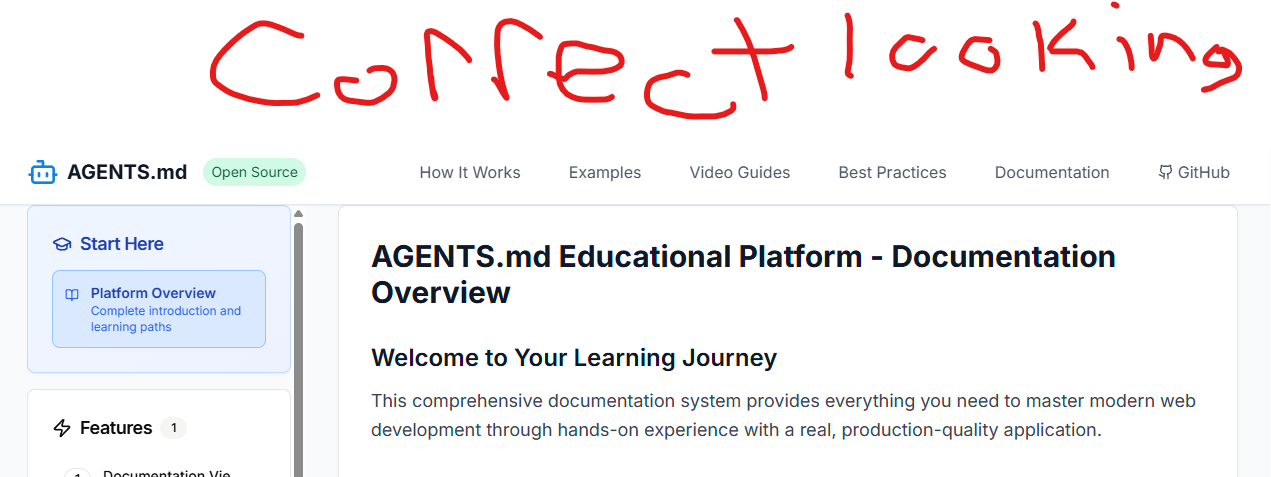 Correct looking
AGENTS.md Open Source How It Works Examples Video Guides Best Practices Documentation GitHub
Start Here
Platform Overview
Complete introduction and
learning paths
Features 1
1 Documentation Vie
AGENTS.md Educational Platform - Documentation
Overview
Welcome to Your Learning Journey
This comprehensive documentation system provides everything you need to master modern web
development through hands-on experience with a real, production-quality application.